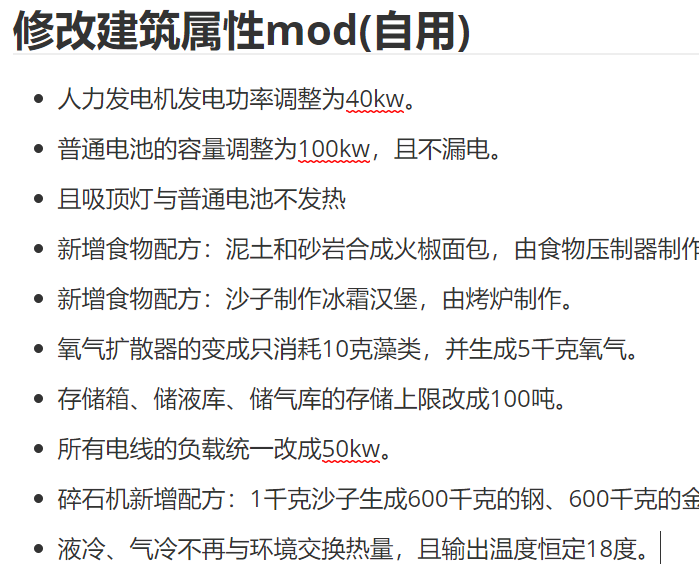 修改建筑属性mod(自用)
人力发电机发电功率调整为40kw。
普通电池的容量调整为100kw，且不漏电。
且吸顶灯与普通电池不发热
新增食物配方：泥土和砂岩合成火椒面包，由食物压制器制作
新增食物配方：沙子制作冰霜汉堡，由烤炉制作。
氧气扩散器的变成只消耗10克藻类，并生成5千克氧气。
存储箱、储液库、储气库的存储上限改成100吨。
所有电线的负载统一改成50kw。
碎石机新增配方：1千克沙子生成600千克的钢、600千克的金
液冷、气冷不再与环境交换热量，且输出温度恒定18度。